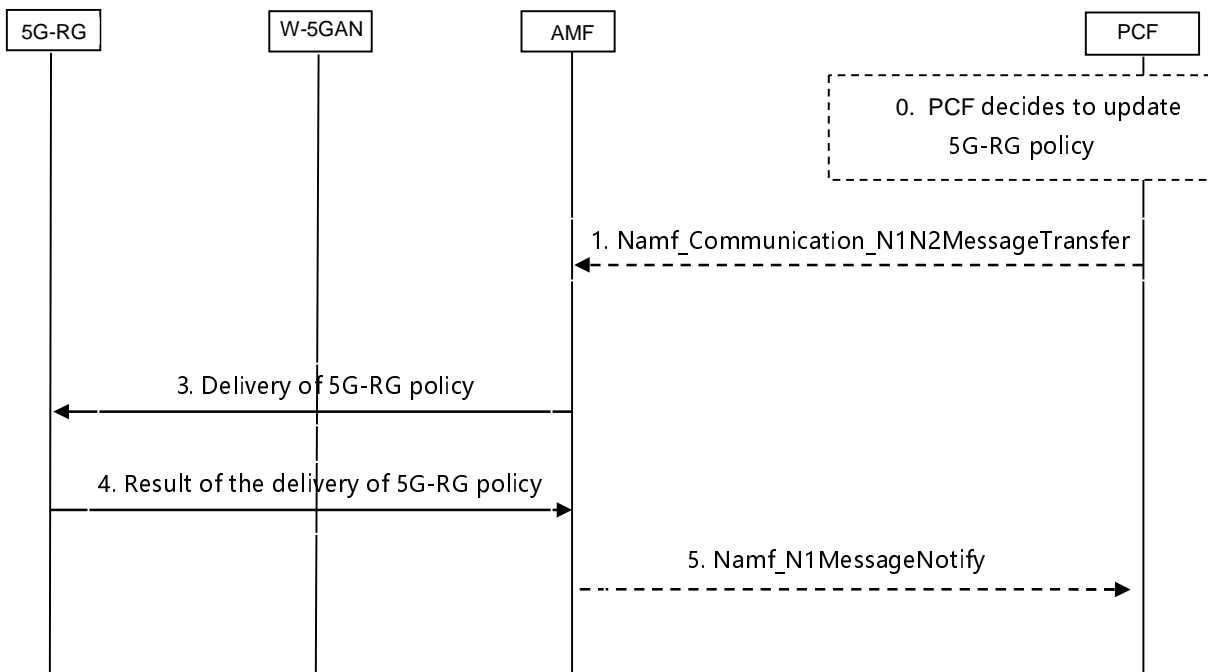 5G-RG
W-5GAN
AMF
PCF
0. PCF decides to update
5G-RG policy
1. Namf_Communication_N1N2MessageTransfer
3. Delivery of 5G-RG policy
4. Result of the delivery of 5G-RG policy
5. Namf_N1MessageNotify